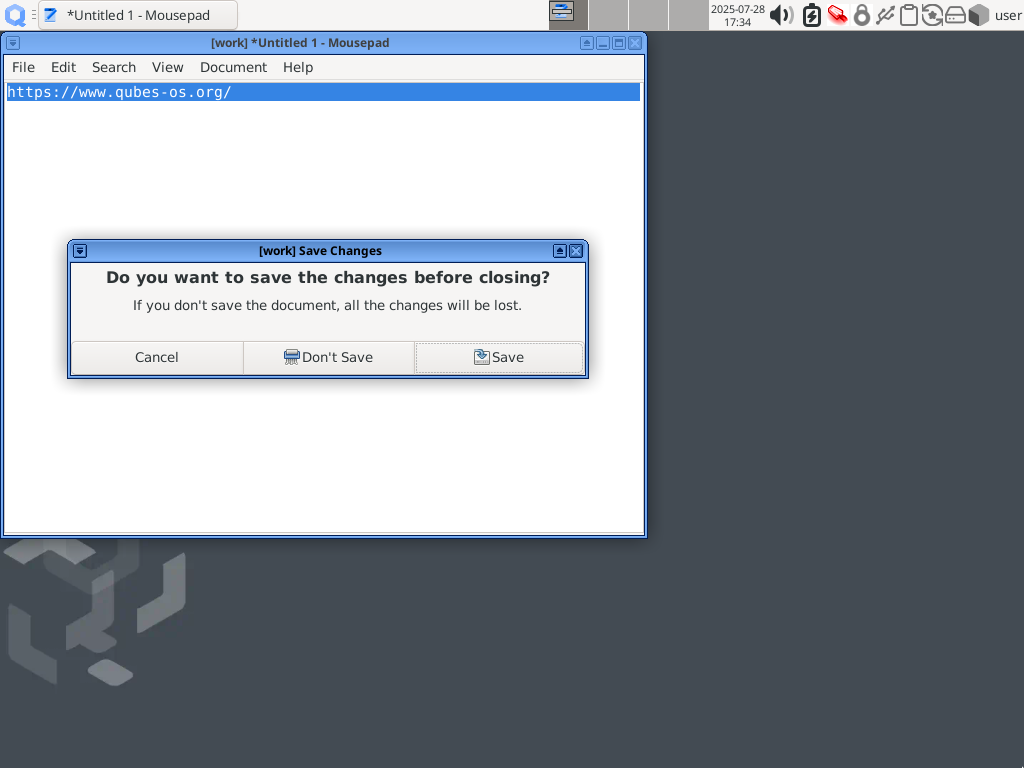 *Untitled 1 - Mousepad
2025-07-28
17:34
user
[work] *Untitled 1 - Mousepad
File Edit Search View Document Help
https://www.qubes-os.org/
[work] Save Changes
Do you want to save the changes before closing?
If you don't save the document, all the changes will be lost.
Cancel Don't Save Save